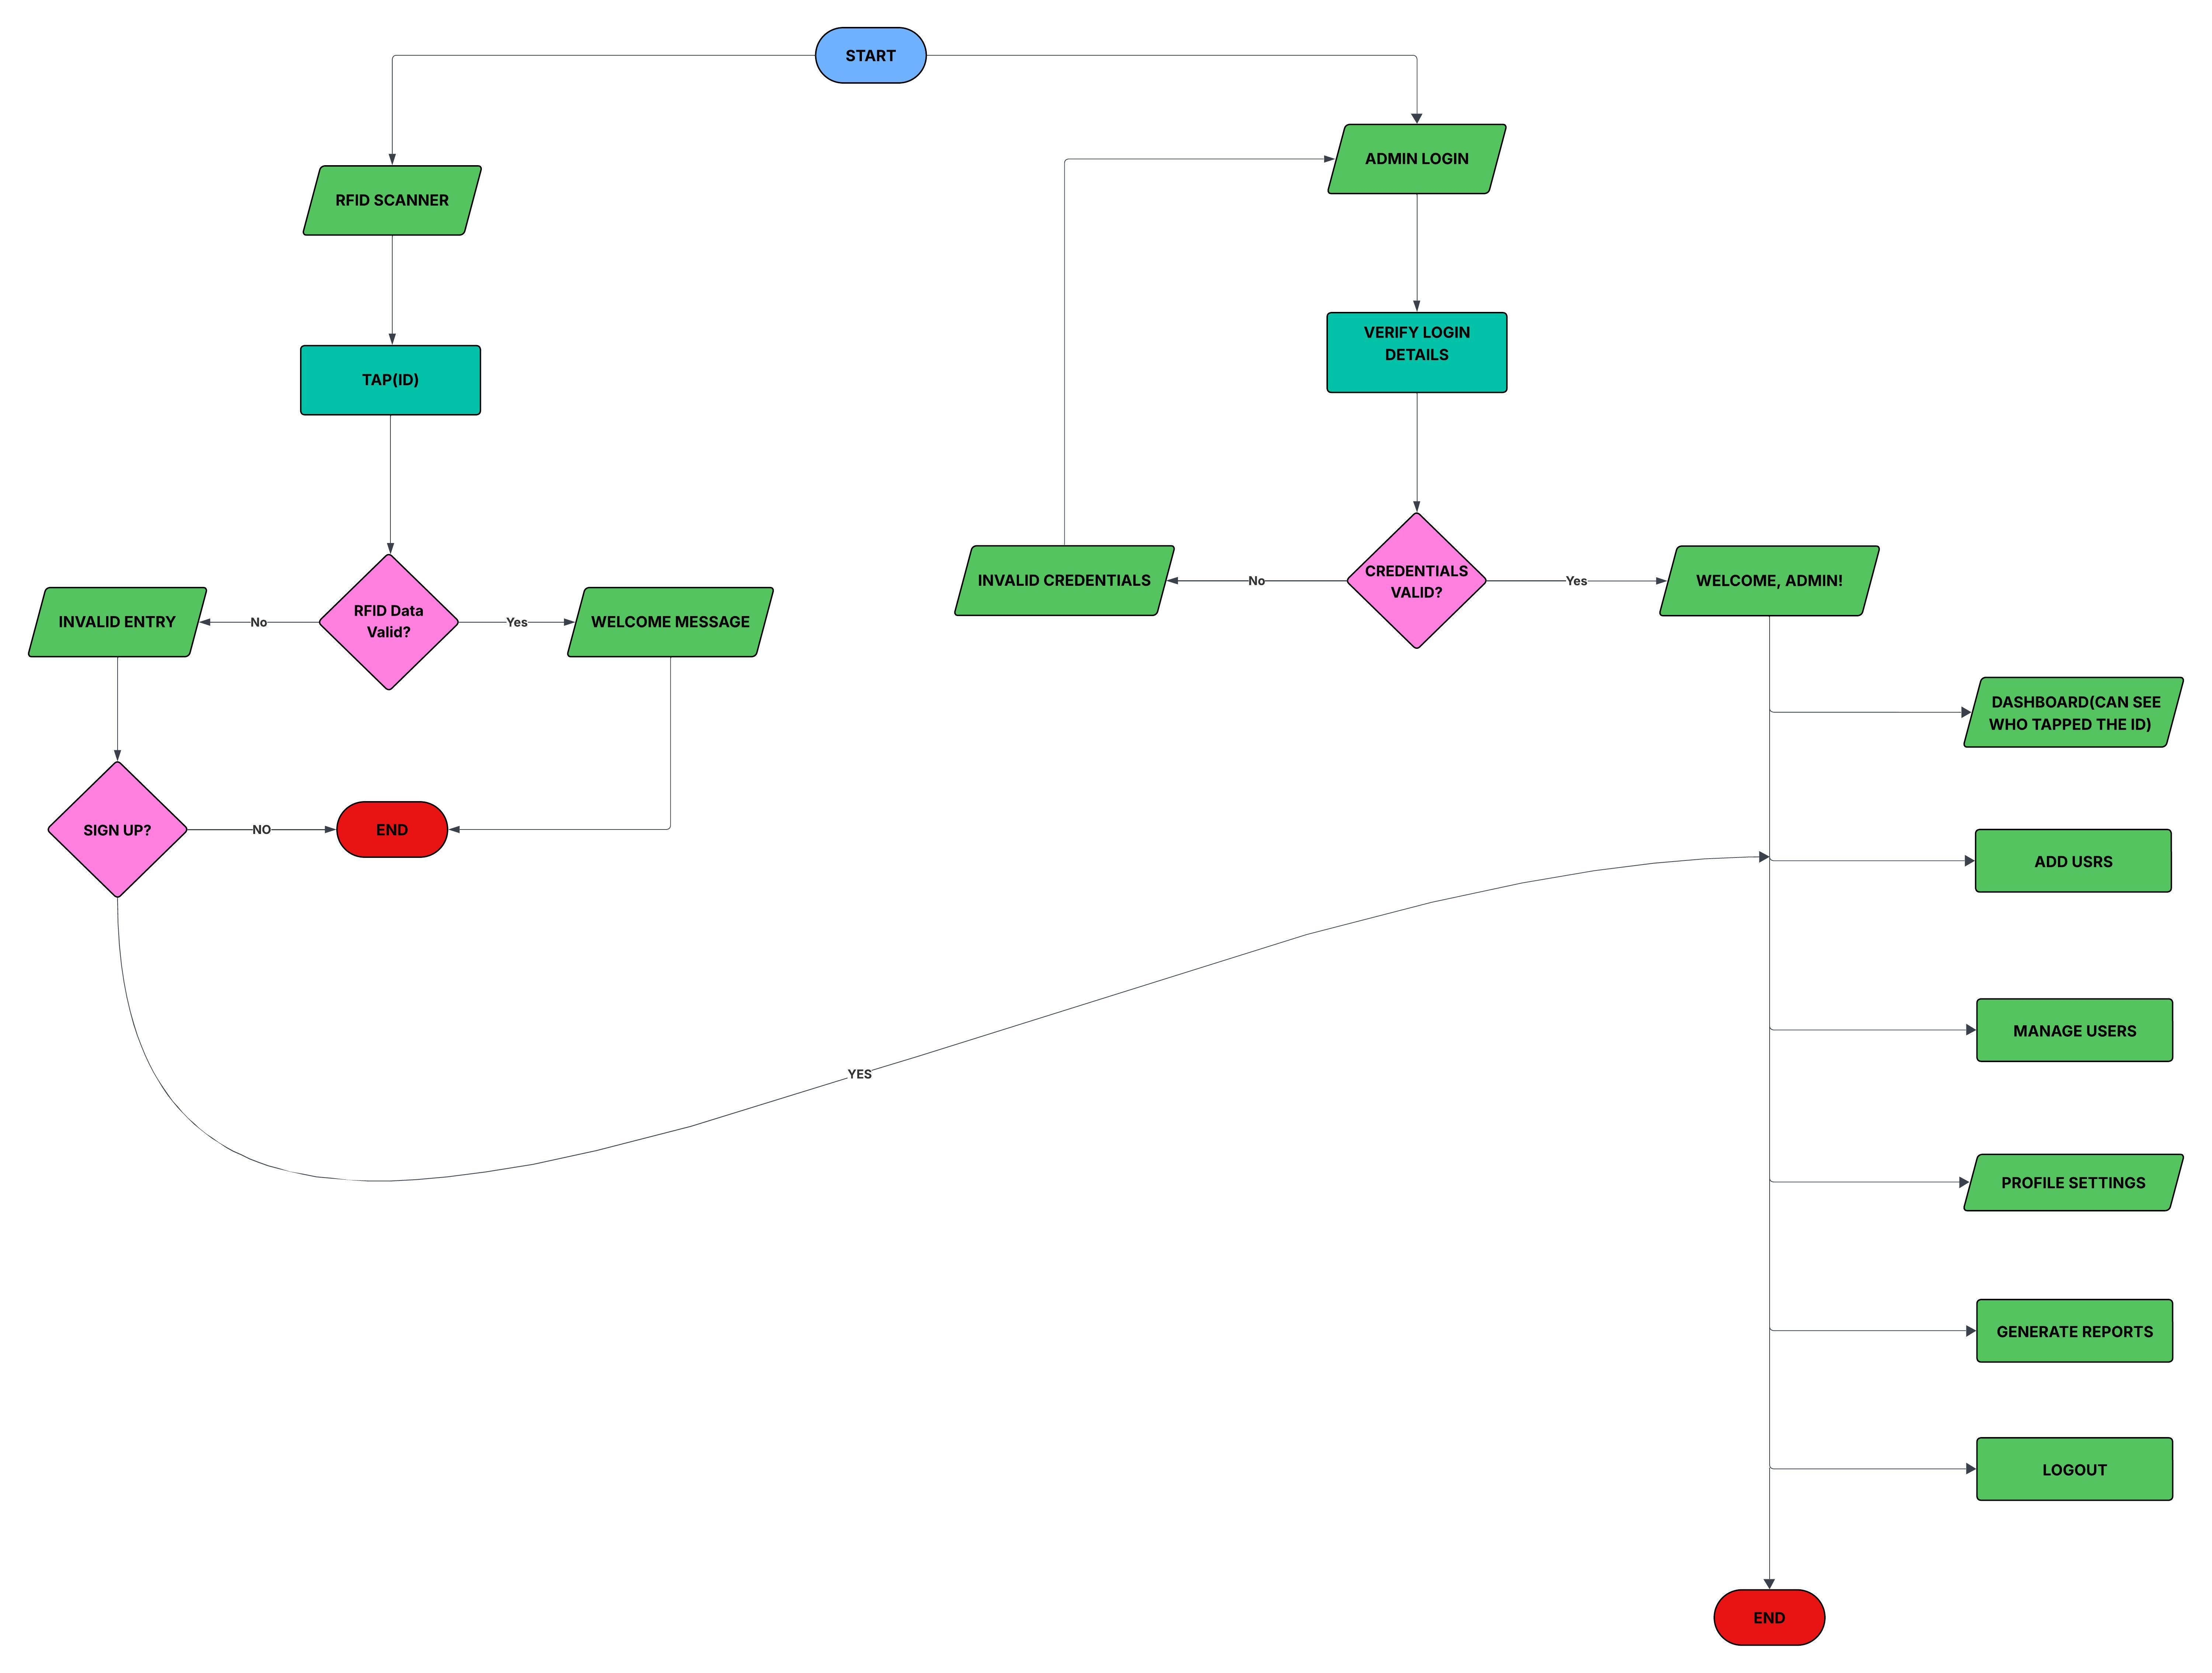 START
ADMIN LOGIN
RFID SCANNER
VERIFY LOGIN
DETAILS
TAP(ID)
CREDENTIALS
VALID?
INVALID CREDENTIALS
No
Yes
WELCOME, ADMIN!
RFID Data
Valid?
INVALID ENTRY
No
Yes
WELCOME MESSAGE
DASHBOARD(CAN SEE
WHO TAPPED THE ID)
SIGN UP?
NO
END
ADD USRS
MANAGE USERS
YES
PROFILE SETTINGS
GENERATE REPORTS
LOGOUT
END